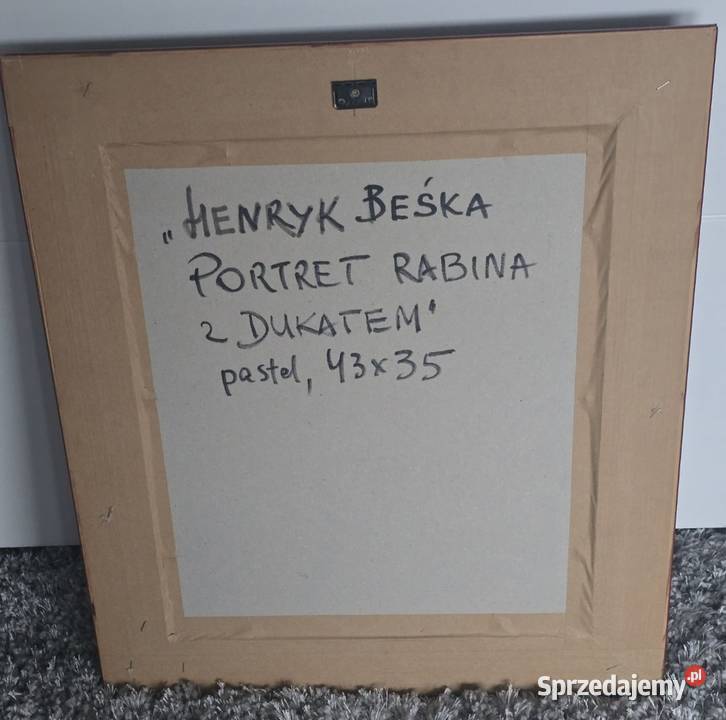 „HENRYK BEŚKA
PORTRET RABINA
z DUKATEM"
pastel, 43x35
Sprzedajemy.pl